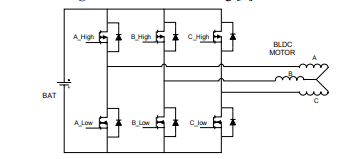 A_High
B_High
C_High
BLDC
MOTOR
A
B
C
BAT
A_Low
B_Low
C_low